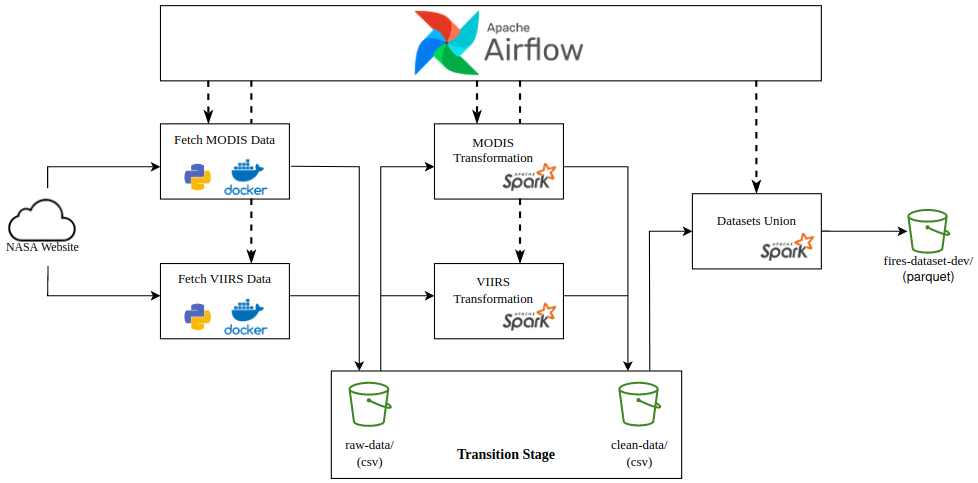 Apache
Airflow
Fetch MODIS Data
docker
MODIS
Transformation
APACHE
Spark
Datasets Union
APACHE
Spark
NASA Website
fires-dataset-dev/
(parquet)
Fetch VIIRS Data
docker
VIIRS
Transformation
APACHE
Spark
raw-data/
(csv)
Transition Stage
clean-data/
(csv)